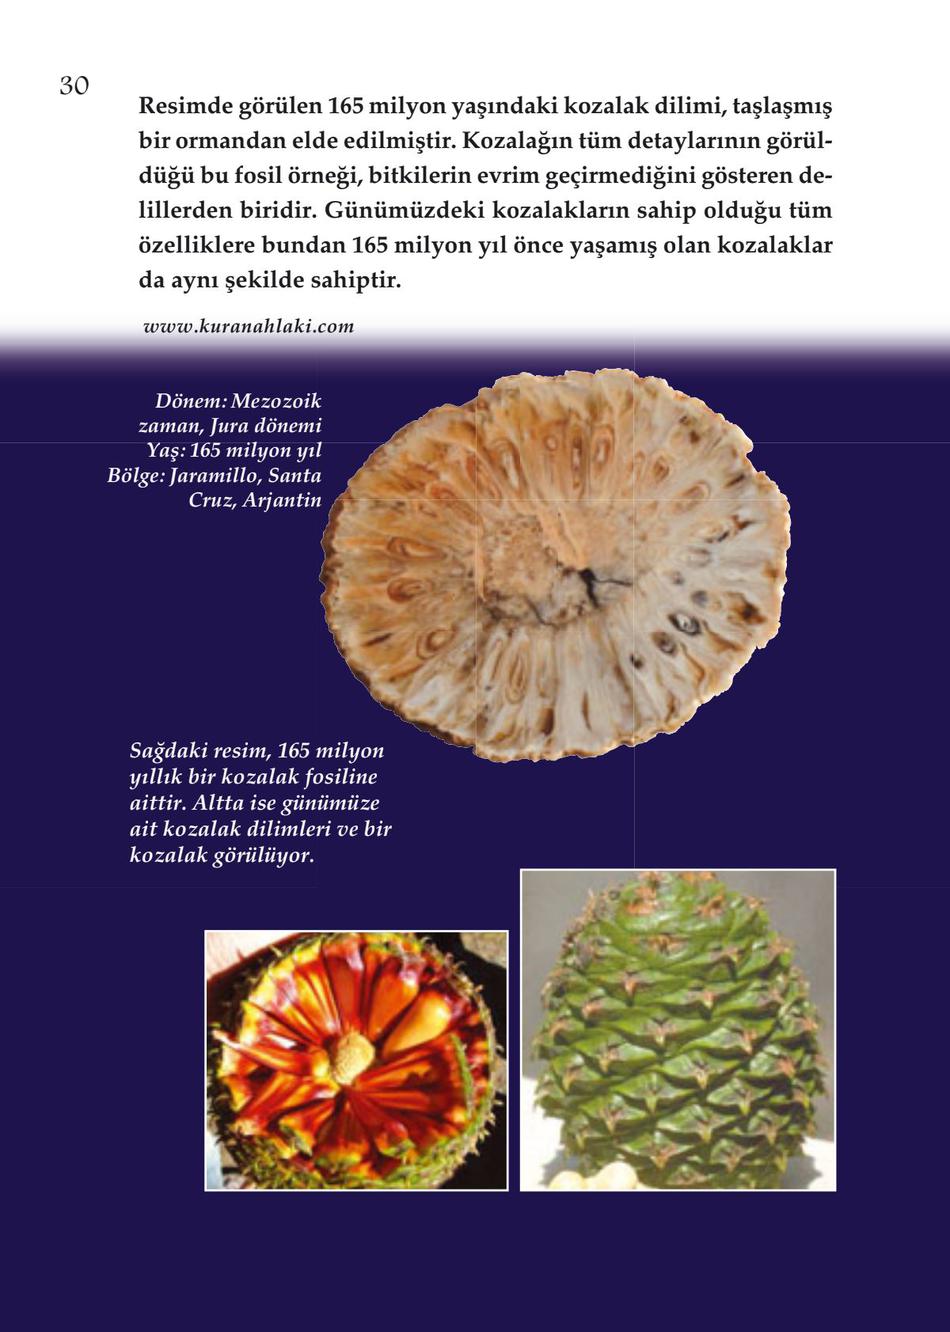 30
Resimde görülen 165 milyon yaşındaki kozalak dilimi, taşlaşmış
bir ormandan elde edilmiştir. Kozalağın tüm detaylarının görül-
düğü bu fosil örneği, bitkilerin evrim geçirmediğini gösteren de-
lillerden biridir. Günümüzdeki kozalakların sahip olduğu tüm
özelliklere bundan 165 milyon yıl önce yaşamış olan kozalaklar
da aynı şekilde sahiptir.
www.kuranahlaki.com
Dönem: Mezozoik
zaman, Jura dönemi
Yaş: 165 milyon yıl
Bölge: Jaramillo, Santa
Cruz, Arjantin
Sağdaki resim, 165 milyon
yıllık bir kozalak fosiline
aittir. Altta ise günümüze
ait kozalak dilimleri ve bir
kozalak görülüyor.